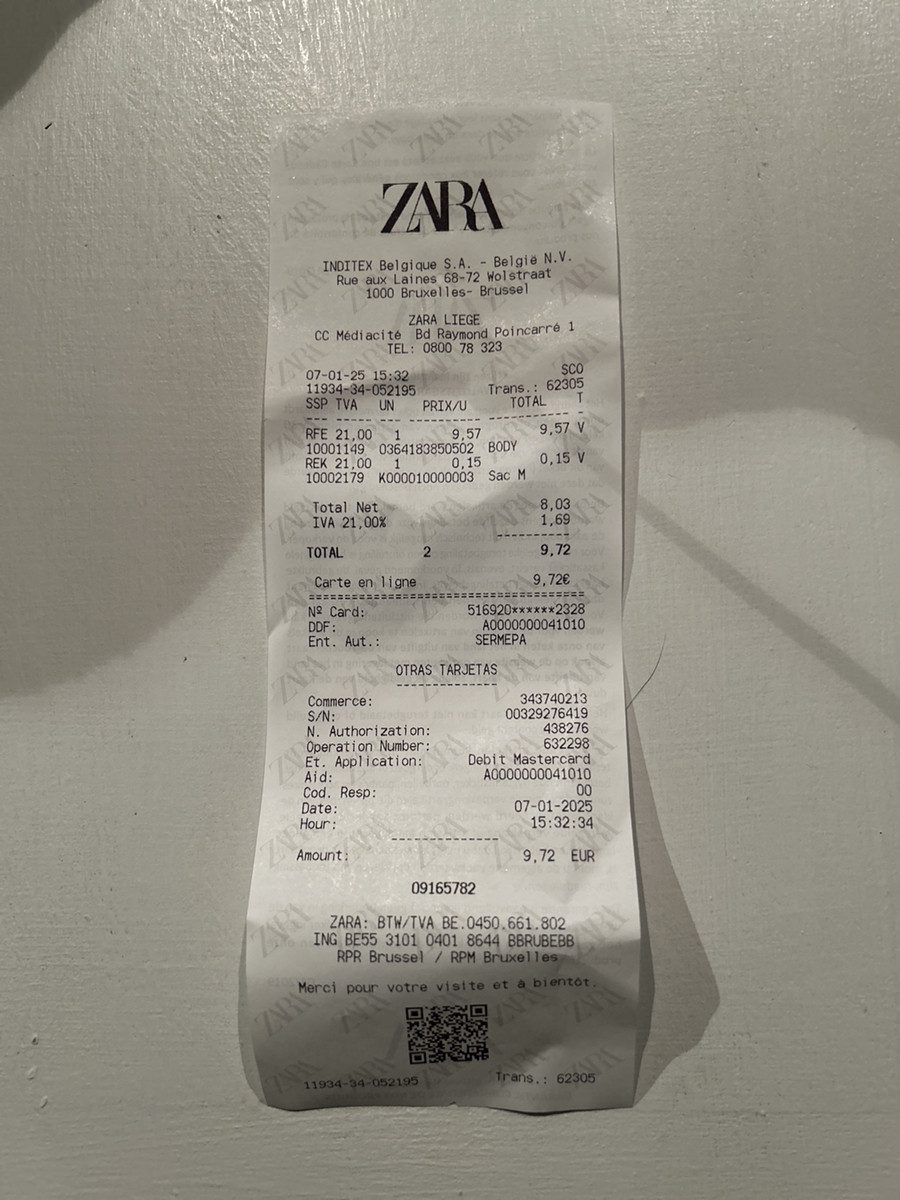 ZARA
INDITEX Belgique S.A. - België N.V.
Rue aux Laines 68-72 Wolstraat
1000 Bruxelles- Brussel
ZARA LIEGE
CC Médiacité Bd Raymond Poincarré 1
TEL: 0800 78 323
07-01-25 15:32 SCO
11934-34-052195 Trans.: 62305
SSP TVA UN PRIX/U TOTAL T
--- --- --- ---------- ---------- -
RFE 21,00 1 9,57 9,57 V
10001149 0364183850502 BODY
REK 21,00 1 0,15 0,15 V
10002179 K000010000003 Sac M
Total Net 8,03
IVA 21,00% 1,69
----------
TOTAL 2 9,72
Carte en ligne 9,72€
======================================
Nº Card: 516920******2328
DDF: A0000000041010
Ent. Aut.: SERMEPA
OTRAS TARJETAS
--------------
Commerce: 343740213
S/N: 00329276419
N. Authorization: 438276
Operation Number: 632298
Et. Application: Debit Mastercard
Aid: A0000000041010
Cod. Resp: 00
Date: 07-01-2025
Hour: 15:32:34
--------------
Amount: 9,72 EUR
09165782
ZARA: BTW/TVA BE.0450.661.802
ING BE55 3101 0401 8644 BBRUBEBB
RPR Brussel / RPM Bruxelles
Merci pour votre visite et à bientôt.
11934-34-052195 Trans.: 62305